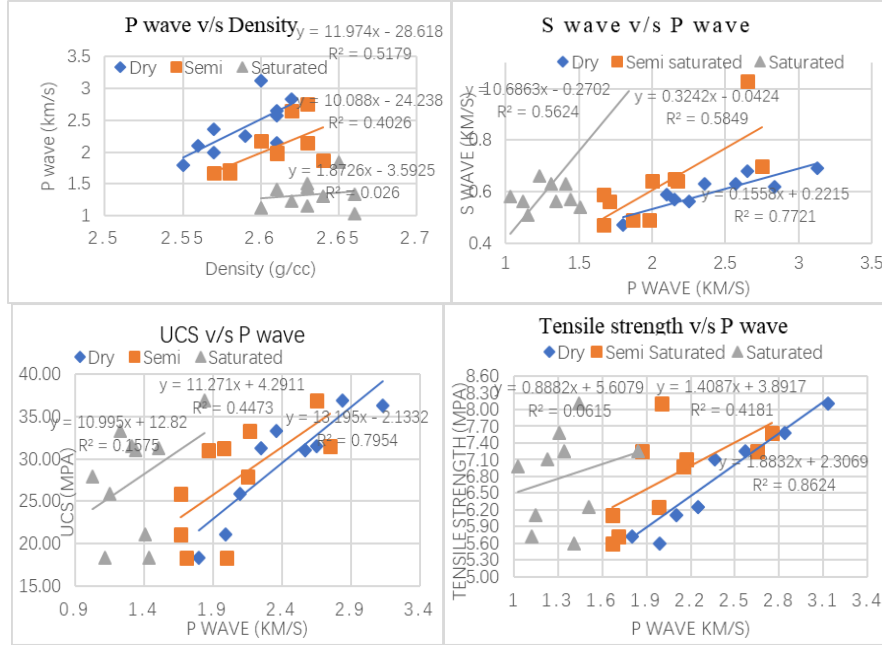 P wave v/s Density
y = 11.974x - 28.618
R² = 0.5179
Dry Semi Saturated
y = 10.088x - 24.238
R² = 0.4026
y = 1.8726x - 3.5925
R² = 0.026
P wave (km/s)
3.5
3
2.5
2
1.5
1
2.5 2.55 2.6 2.65 2.7
Density (g/cc)
S wave v/s P wave
Dry Semi saturated Saturated
y = 0.6863x - 0.2702
R² = 0.5624
y = 0.3242x - 0.0424
R² = 0.5849
y = 0.1558x + 0.2215
R² = 0.7721
S WAVE (KM/S)
1
0.8
0.6
0.4
1 1.5 2 2.5 3 3.5
P WAVE (KM/S)
UCS v/s P wave
Dry Semi Saturated
y = 11.271x + 4.2911
R² = 0.4473
y = 10.995x + 12.82
R² = 0.1575
y = 13.195x - 2.1332
R² = 0.7954
UCS (MPA)
40.00
35.00
30.00
25.00
20.00
15.00
0.9 1.4 1.9 2.4 2.9 3.4
P WAVE (KM/S)
Tensile strength v/s P wave
Dry Semi Saturated Saturated
y = 0.8882x + 5.6079
R² = 0.0615
y = 1.4087x + 3.8917
R² = 0.4181
y = 1.8832x + 2.3069
R² = 0.8624
TENSILE STRENGTH (MPA)
8.60
8.30
8.00
7.70
7.40
7.10
6.80
6.50
6.20
5.90
5.60
5.30
5.00
1 1.3 1.6 1.9 2.2 2.5 2.8 3.1 3.4
P WAVE KM/S